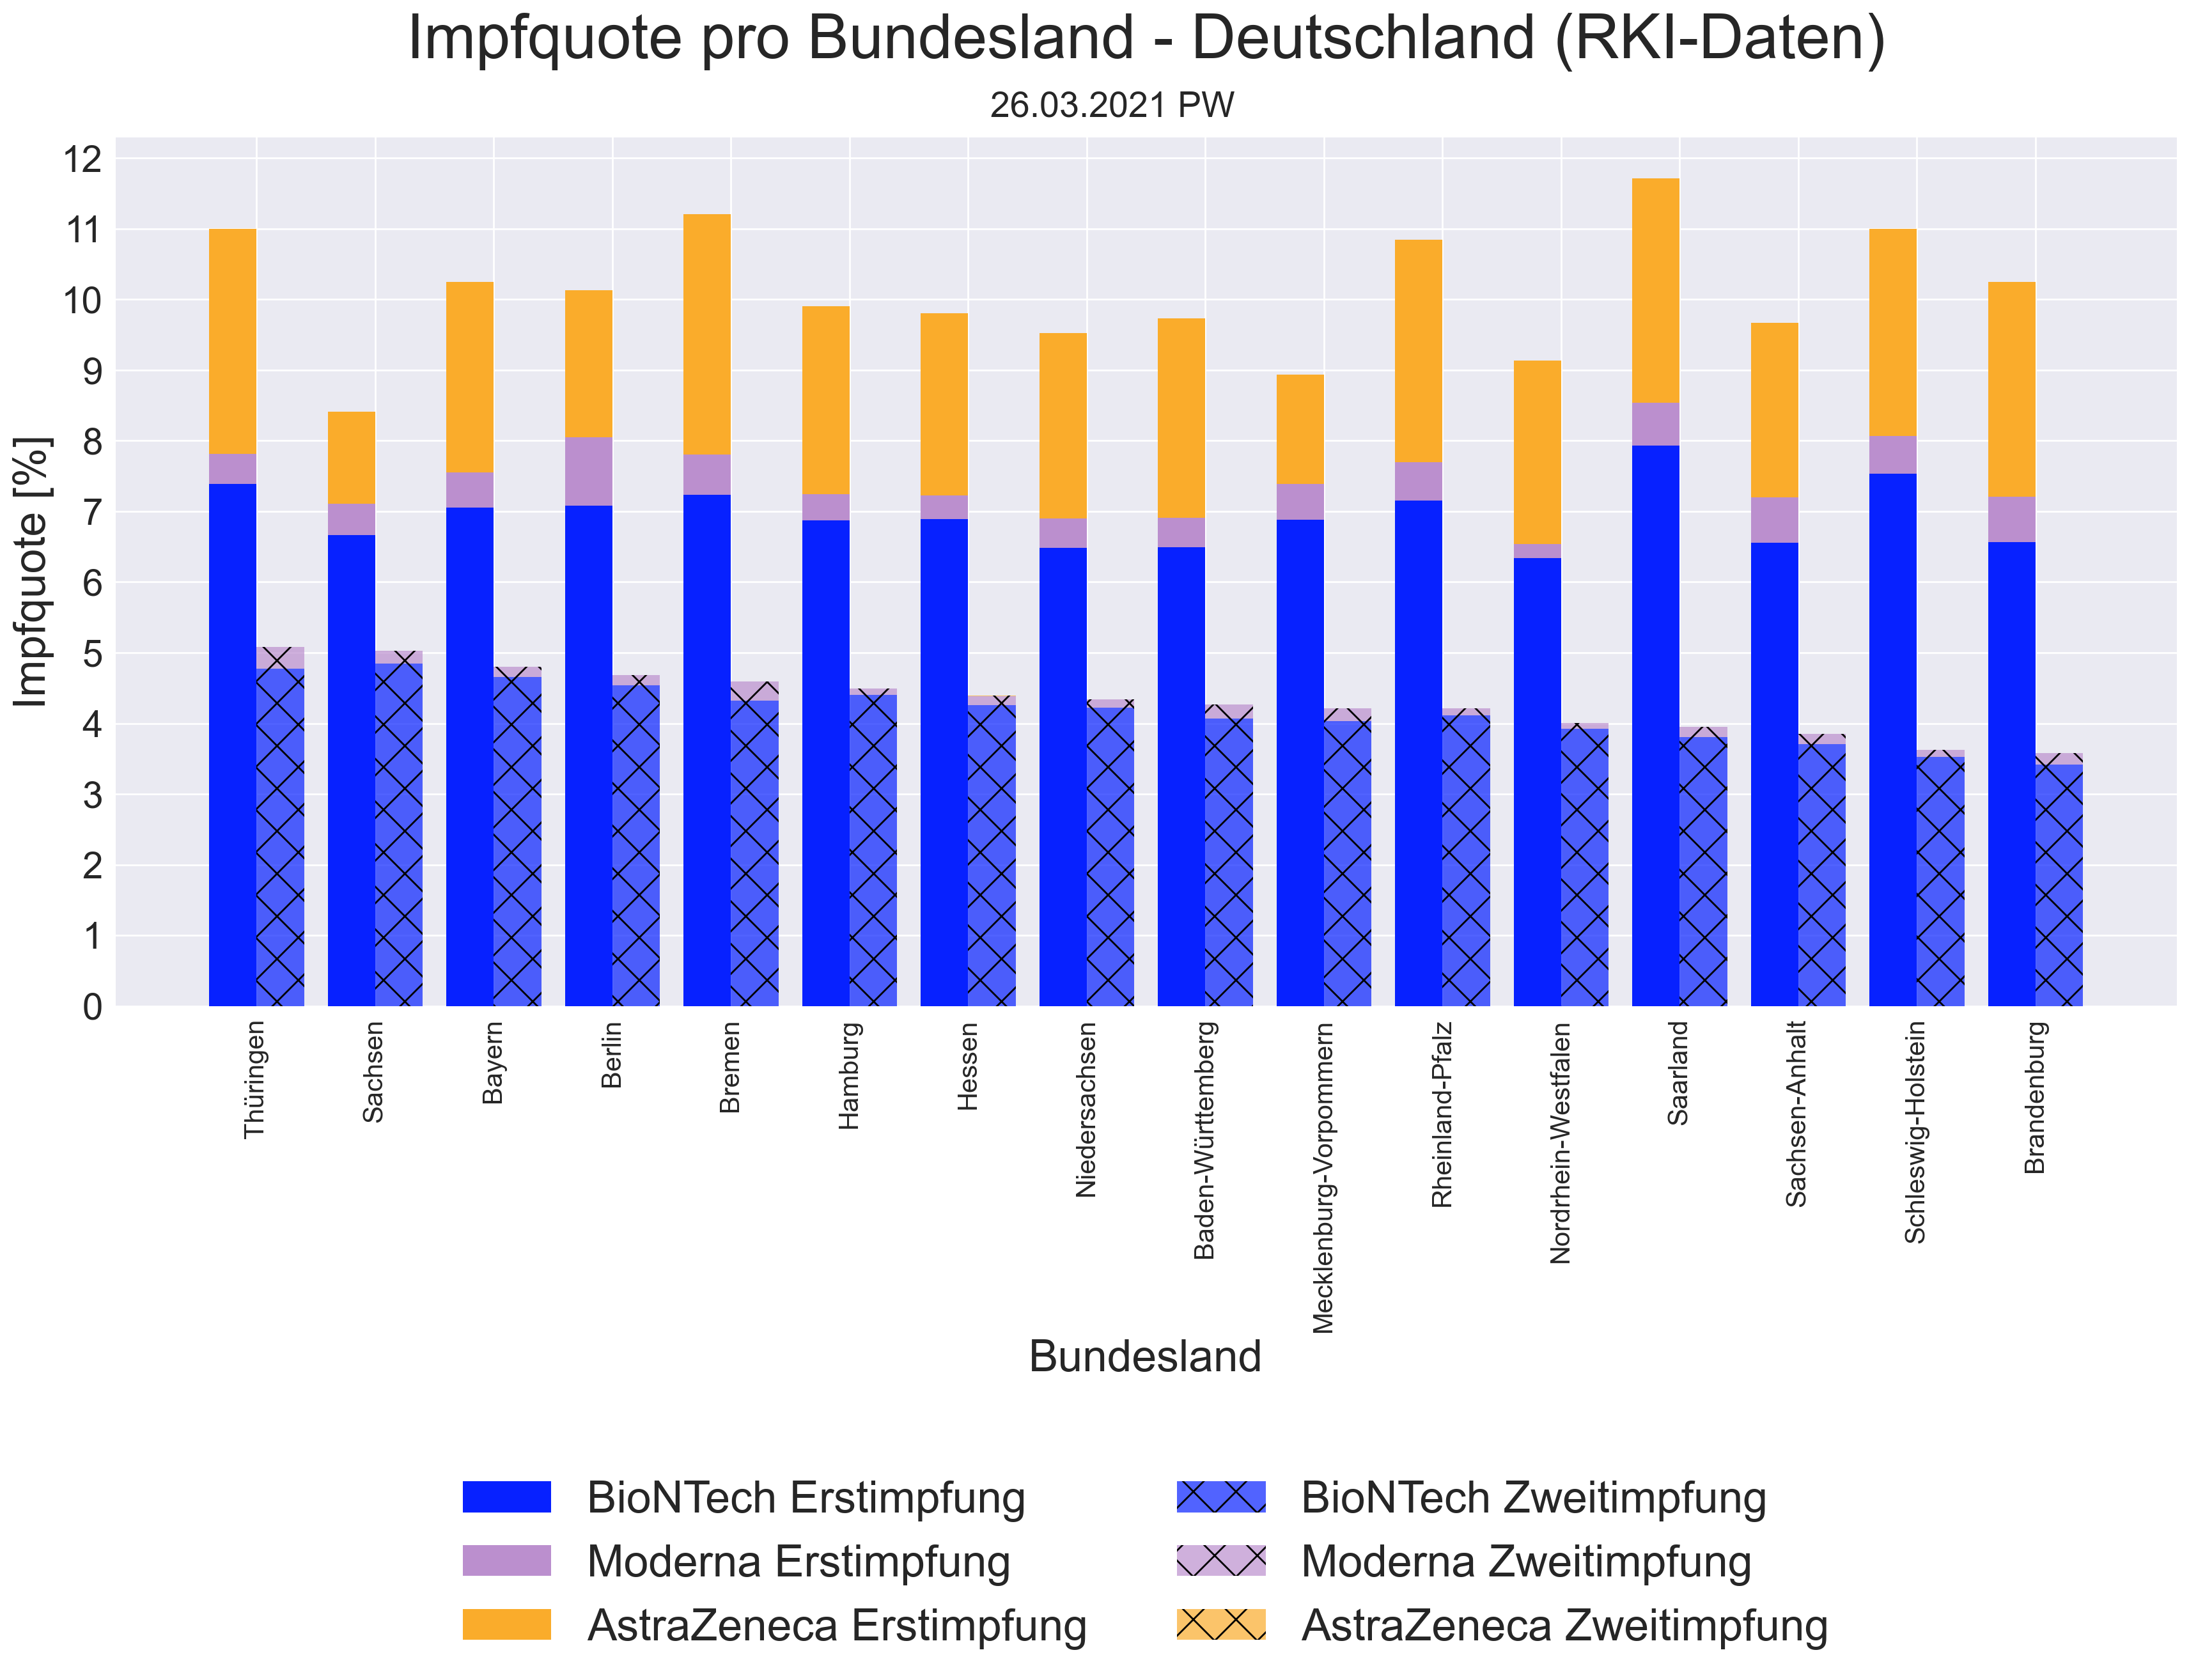 Impfquote pro Bundesland - Deutschland (RKI-Daten)
26.03.2021 PW
Impfquote [%]
12
11
10
9
8
7
6
5
4
3
2
1
0
Thüringen
Sachsen
Bayern
Berlin
Bremen
Hamburg
Hessen
Niedersachsen
Baden-Württemberg
Mecklenburg-Vorpommern
Rheinland-Pfalz
Nordrhein-Westfalen
Saarland
Sachsen-Anhalt
Schleswig-Holstein
Brandenburg
Bundesland
BioNTech Erstimpfung
Moderna Erstimpfung
AstraZeneca Erstimpfung
BioNTech Zweitimpfung
Moderna Zweitimpfung
AstraZeneca Zweitimpfung